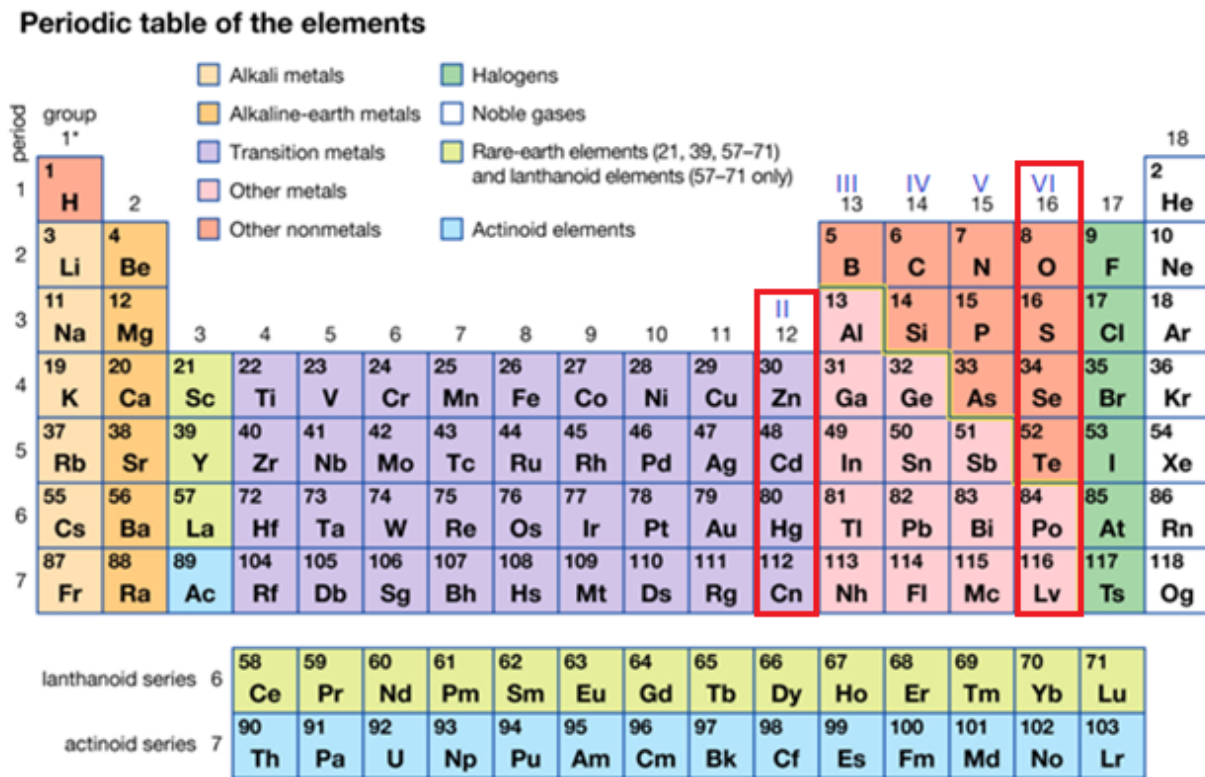 Periodic table of the elements
Alkali metals
Halogens
Alkaline-earth metals
Noble gases
Transition metals
Rare-earth elements (21, 39, 57–71)
and lanthanoid elements (57–71 only)
Other metals
Other nonmetals
Actinoid elements
period
group
1* 18
1 2
1 H 2 He
III IV V VI
2 13 14 15 16 17
2 3 4 5 6 7 8 9 10
Li Be B C N O F Ne
3 11 12 13 14 15 16 17 18
Na Mg Al Si P S Cl Ar
II
3 4 5 6 7 8 9 10 11 12
4 19 20 21 22 23 24 25 26 27 28 29 30 31 32 33 34 35 36
K Ca Sc Ti V Cr Mn Fe Co Ni Cu Zn Ga Ge As Se Br Kr
5 37 38 39 40 41 42 43 44 45 46 47 48 49 50 51 52 53 54
Rb Sr Y Zr Nb Mo Tc Ru Rh Pd Ag Cd In Sn Sb Te I Xe
6 55 56 57 72 73 74 75 76 77 78 79 80 81 82 83 84 85 86
Cs Ba La Hf Ta W Re Os Ir Pt Au Hg Tl Pb Bi Po At Rn
7 87 88 89 104 105 106 107 108 109 110 111 112 113 114 115 116 117 118
Fr Ra Ac Rf Db Sg Bh Hs Mt Ds Rg Cn Nh Fl Mc Lv Ts Og
lanthanoid series 6
58 59 60 61 62 63 64 65 66 67 68 69 70 71
Ce Pr Nd Pm Sm Eu Gd Tb Dy Ho Er Tm Yb Lu
actinoid series 7
90 91 92 93 94 95 96 97 98 99 100 101 102 103
Th Pa U Np Pu Am Cm Bk Cf Es Fm Md No Lr